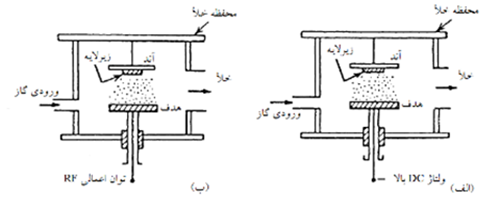 محفظه خلأ
آند
زیرلایه
خلأ
ورودی گاز
هدف
ولتاژ DC بالا
(الف)
محفظه خلأ
آند
زیرلایه
خلأ
ورودی گاز
هدف
توان اعمالی RF
(ب)